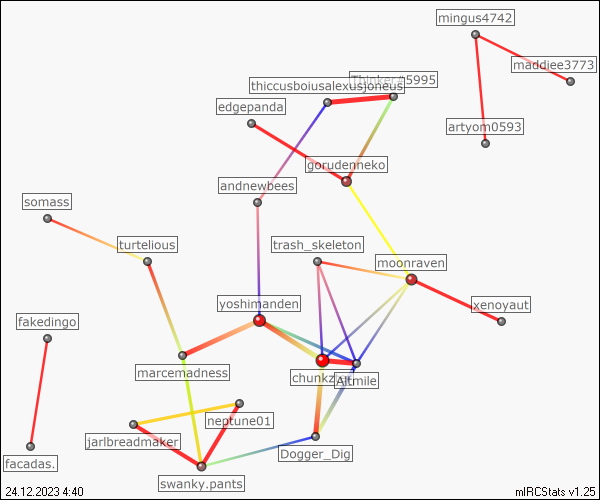 mingus4742
maddiee3773
Thinker#5995
thiccusboiusalexusjoneus
edgepanda
artyom0593
gorudenneko
andnewbees
somass
turtelious
trash_skeleton
moonraven
yoshimanden
xenoyaut
fakedingo
marcemadness
chunkz
Altmile
neptune01
jarlbreadmaker
Dogger_Dig
facadas.
swanky.pants
24.12.2023 4:40
mIRCStats v1.25